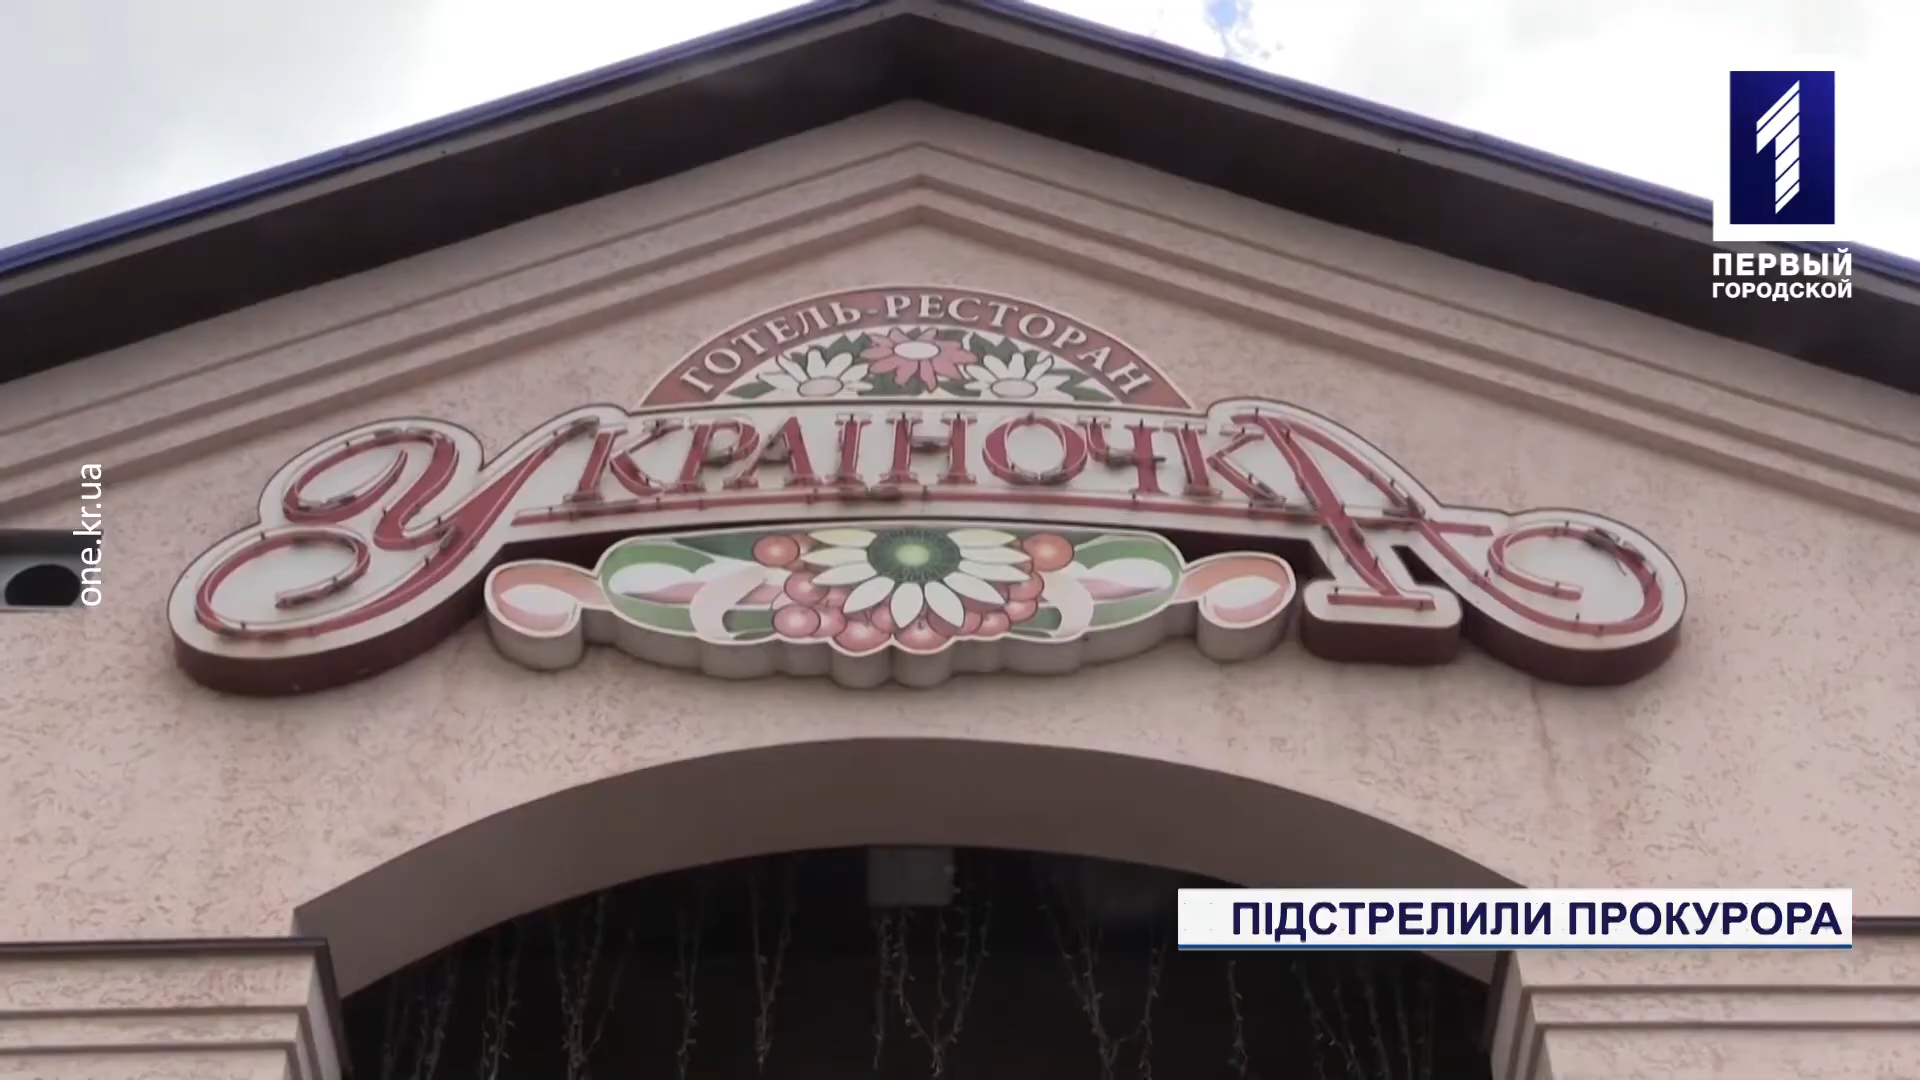 ПЕРВЫЙ
ГОРОДСКОЙ
ГОТЕЛЬ-РЕСТОРАН
УКРАЇНОЧКА
one.kr.ua
ПІДСТРЕЛИЛИ ПРОКУРОРА